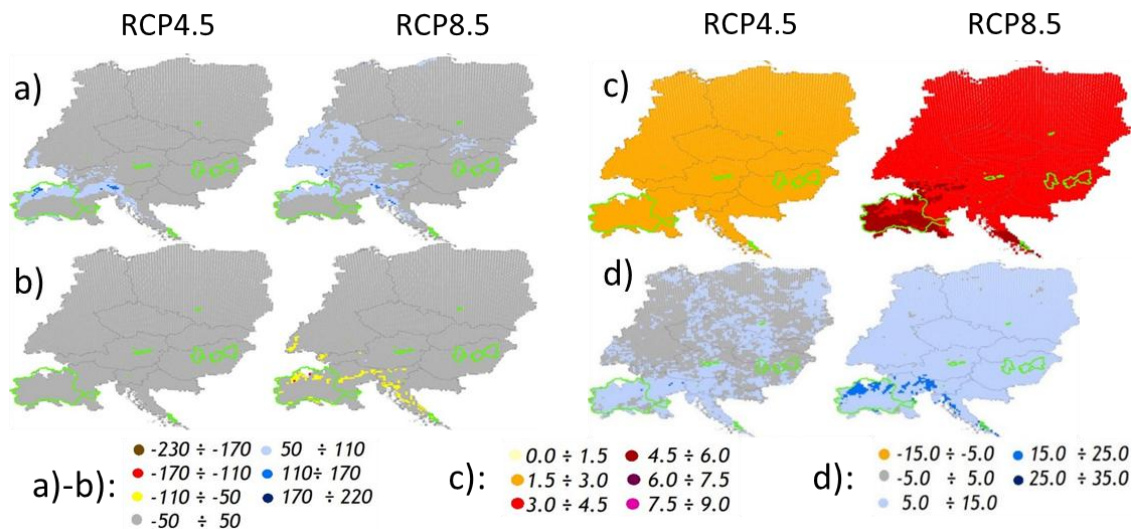 RCP4.5 RCP8.5 RCP4.5 RCP8.5
a) c)
b) d)
a)-b): c): d):
-230 ÷ -170 50 ÷ 110
-170 ÷ -110 110÷ 170
-110 ÷ -50 170 ÷ 220
-50 ÷ 50
0.0 ÷ 1.5 4.5 ÷ 6.0
1.5 ÷ 3.0 6.0 ÷ 7.5
3.0 ÷ 4.5 7.5 ÷ 9.0
-15.0 ÷ -5.0 15.0 ÷ 25.0
-5.0 ÷ 5.0 25.0 ÷ 35.0
5.0 ÷ 15.0